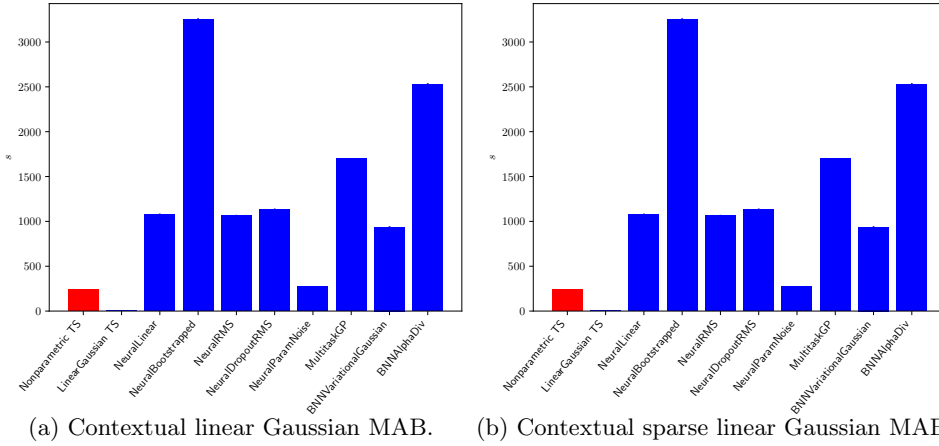 3000
2500
2000
1500
1000
500
0
s
Nonparametric TS
LinearGaussian TS
NeuralLinear
NeuralBootstrapped
NeuralRMS
NeuralDropoutRMS
NeuralParamNoise
MultitaskGP
BNNVariationalGaussian
BNNAlphaDiv
(a) Contextual linear Gaussian MAB.
3000
2500
2000
1500
1000
500
0
s
Nonparametric TS
LinearGaussian TS
NeuralLinear
NeuralBootstrapped
NeuralRMS
NeuralDropoutRMS
NeuralParamNoise
MultitaskGP
BNNVariationalGaussian
BNNAlphaDiv
(b) Contextual sparse linear Gaussian MAB